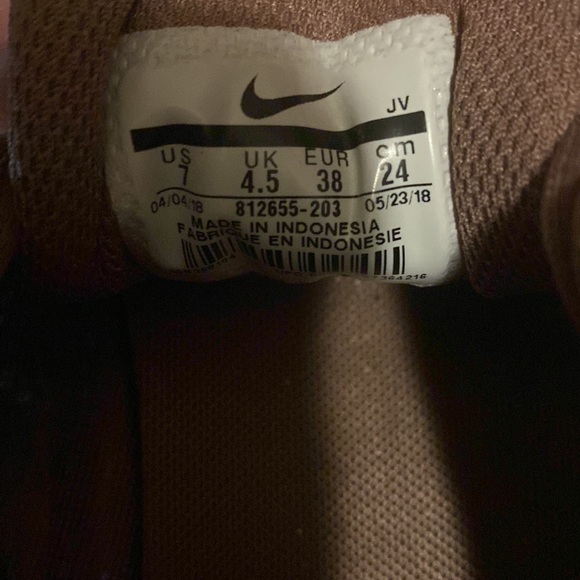 JV
US UK EUR cm
7 4.5 38 24
04/04/18 812655-203 05/23/18
MADE IN INDONESIA
FABRIQUE EN INDONESIE